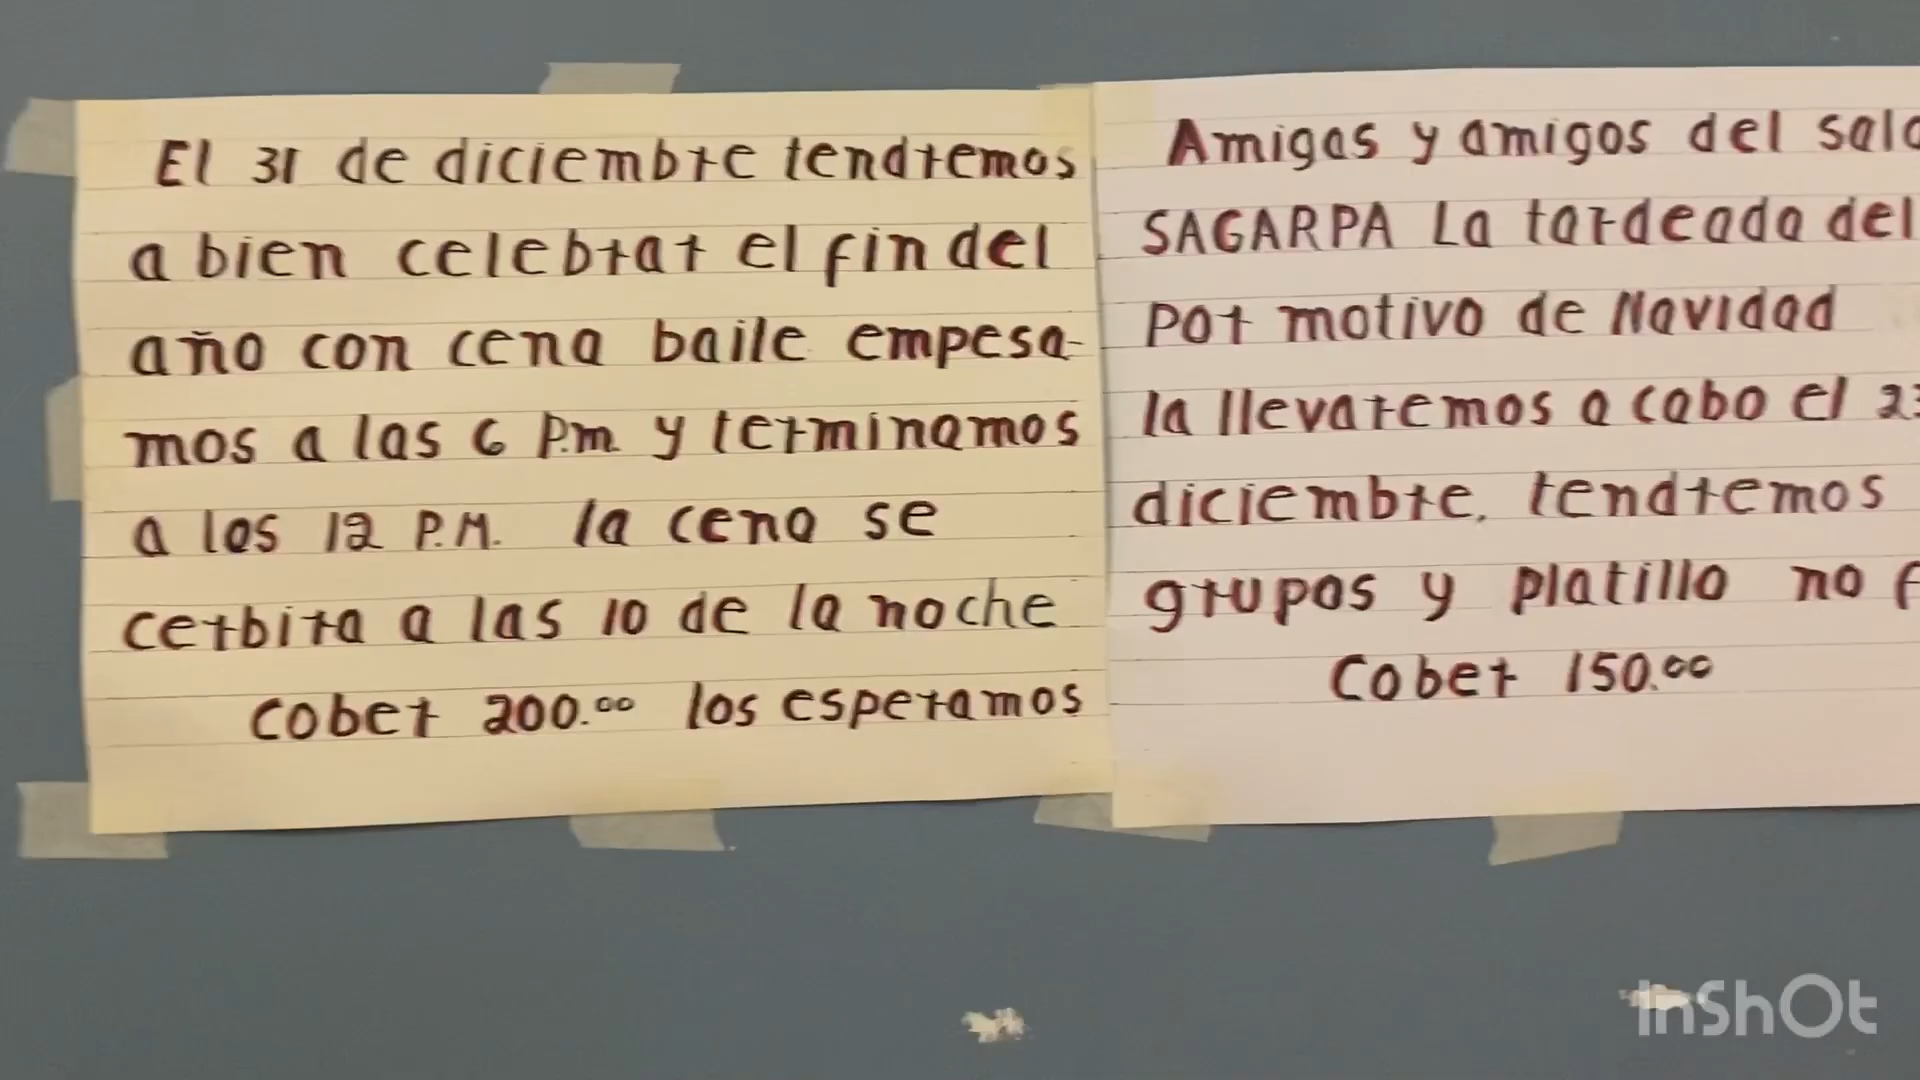 El 31 de diciembre tendremos
a bien celebrar el fin del
año con cena baile empesa-
mos a las 6 P.m. y terminamos
a las 12 P.M. la cena se
cerbira a las 10 de la noche
Cober 200.00 los esperamos
Amigas y amigos del
SAGARPA La tardeada del
por motivo de Navidad
la llevaremos a cabo el
diciembre, tendremos
grupos y platillo no
Cober 150.00
InShOt